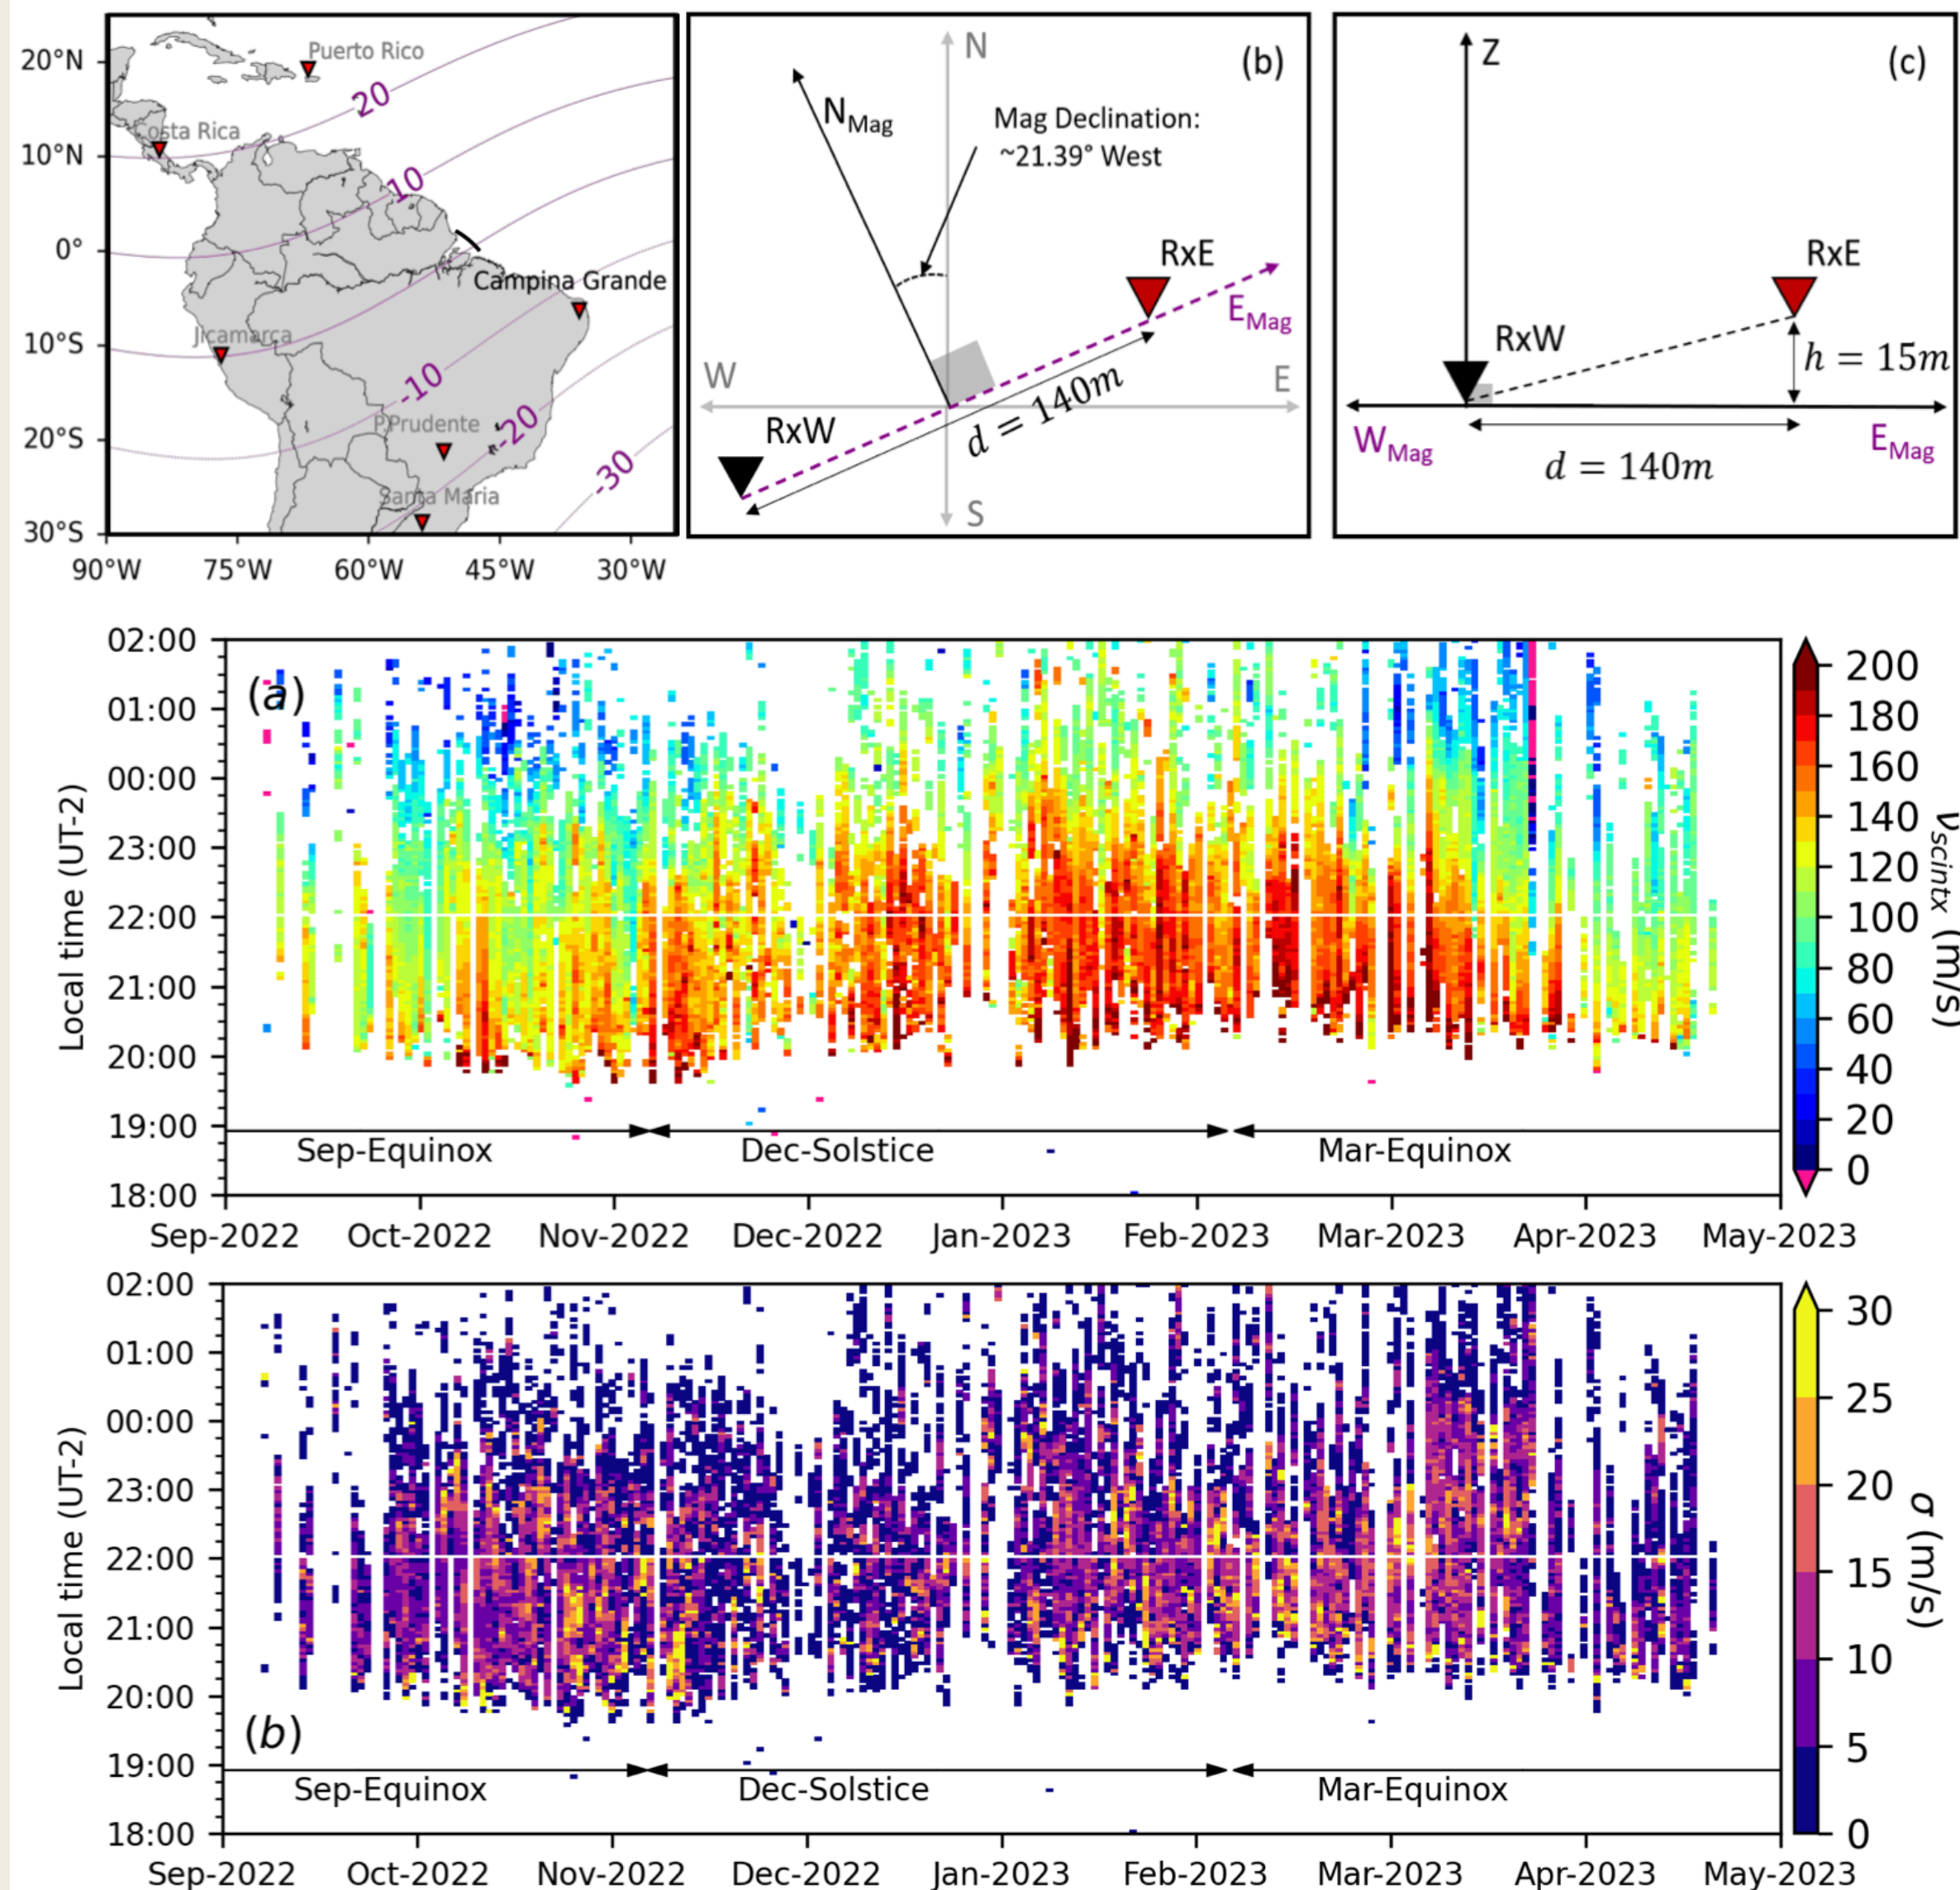 20°N
10°N
0°
10°S
20°S
30°S
90°W 75°W 60°W 45°W 30°W
Puerto Rico
20
Costa Rica
10
Campina Grande
Jicamarca
-10
P.Prudente
-20
Santa Maria
-30
(b)
N
N_Mag
Mag Declination:
~21.39° West
RxE
E_Mag
W
E
d = 140m
RxW
S
(c)
Z
RxE
RxW
h = 15m
W_Mag
E_Mag
d = 140m
(a)
02:00
01:00
00:00
23:00
22:00
21:00
20:00
19:00
18:00
Local time (UT-2)
Sep-Equinox Dec-Solstice Mar-Equinox
Sep-2022 Oct-2022 Nov-2022 Dec-2022 Jan-2023 Feb-2023 Mar-2023 Apr-2023 May-2023
200
180
160
140
120
100
80
60
40
20
0
v_scintx (m/s)
02:00
01:00
00:00
23:00
22:00
21:00
20:00
19:00
18:00
Local time (UT-2)
(b)
Sep-Equinox Dec-Solstice Mar-Equinox
Sep-2022 Oct-2022 Nov-2022 Dec-2022 Jan-2023 Feb-2023 Mar-2023 Apr-2023 May-2023
30
25
20
15
10
5
0
σ (m/s)